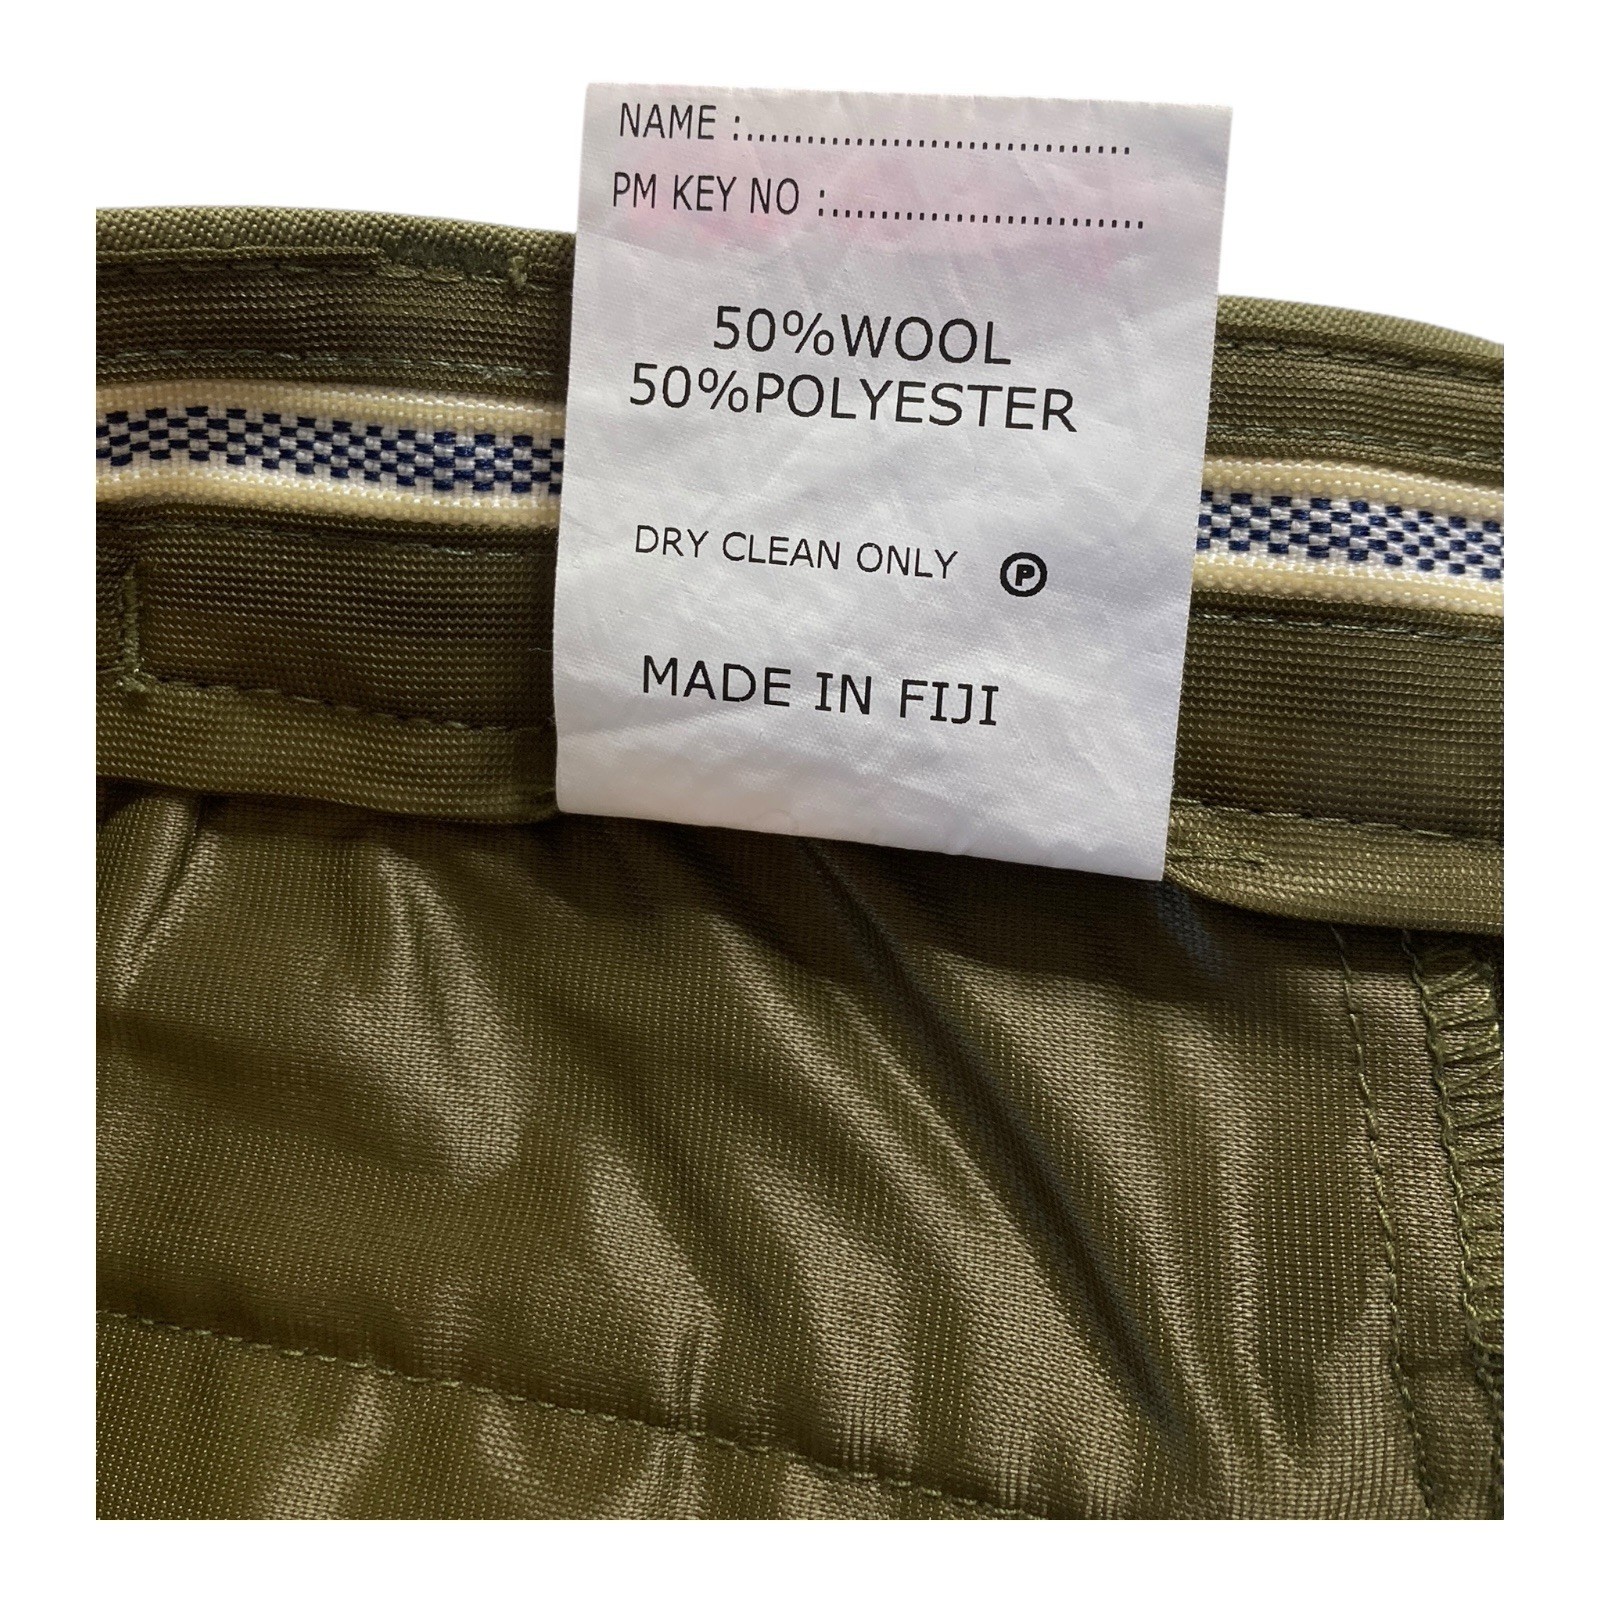 NAME :................................
PM KEY NO :..........................
50%WOOL
50%POLYESTER
DRY CLEAN ONLY Ⓟ
MADE IN FIJI